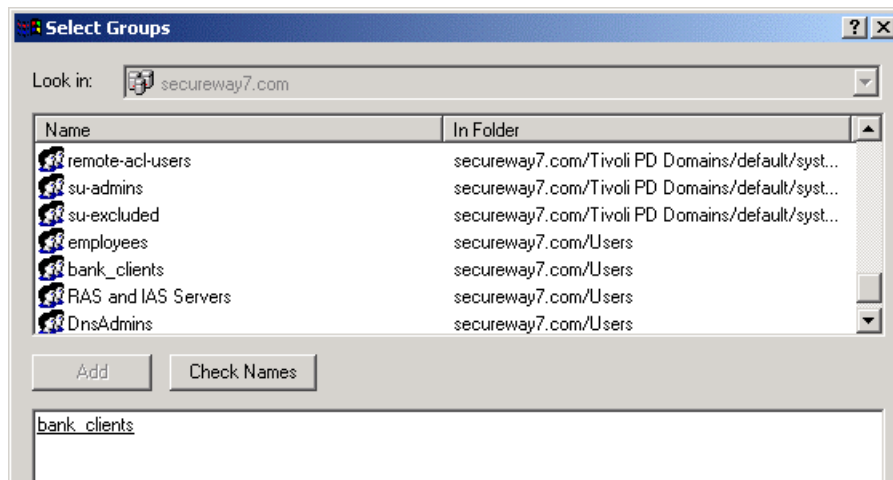 Select Groups
Look in: secureway7.com
Name In Folder
remote-acl-users secureway7.com/Tivoli PD Domains/default/syst...
su-admins secureway7.com/Tivoli PD Domains/default/syst...
su-excluded secureway7.com/Tivoli PD Domains/default/syst...
employees secureway7.com/Users
bank_clients secureway7.com/Users
RAS and IAS Servers secureway7.com/Users
DnsAdmins secureway7.com/Users
Add Check Names
bank_clients